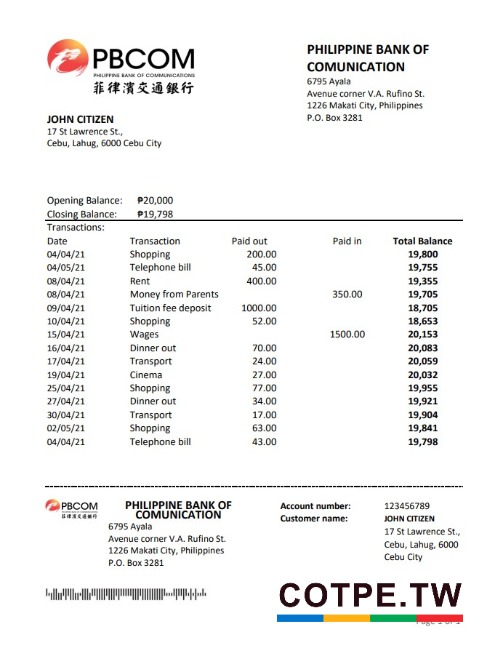 PBCOM
PHILIPPINE BANK OF COMMUNICATIONS
菲律濱交通銀行
PHILIPPINE BANK OF
COMUNICATION
6795 Ayala
Avenue corner V.A. Rufino St.
1226 Makati City, Philippines
P.O. Box 3281
JOHN CITIZEN
17 St Lawrence St.,
Cebu, Lahug, 6000 Cebu City
Opening Balance: ₱20,000
Closing Balance: ₱19,798
Transactions:
Date Transaction Paid out Paid in Total Balance
04/04/21 Shopping 200.00 19,800
04/05/21 Telephone bill 45.00 19,755
08/04/21 Rent 400.00 19,355
08/04/21 Money from Parents 350.00 19,705
09/04/21 Tuition fee deposit 1000.00 18,705
10/04/21 Shopping 52.00 18,653
15/04/21 Wages 1500.00 20,153
16/04/21 Dinner out 70.00 20,083
17/04/21 Transport 24.00 20,059
19/04/21 Cinema 27.00 20,032
25/04/21 Shopping 77.00 19,955
27/04/21 Dinner out 34.00 19,921
30/04/21 Transport 17.00 19,904
02/05/21 Shopping 63.00 19,841
04/04/21 Telephone bill 43.00 19,798
PBCOM
菲律濱交通銀行
PHILIPPINE BANK OF
COMUNICATION
6795 Ayala
Avenue corner V.A. Rufino St.
1226 Makati City, Philippines
P.O. Box 3281
Account number: 123456789
Customer name: JOHN CITIZEN
17 St Lawrence St.,
Cebu, Lahug, 6000
Cebu City
COTPE.TW